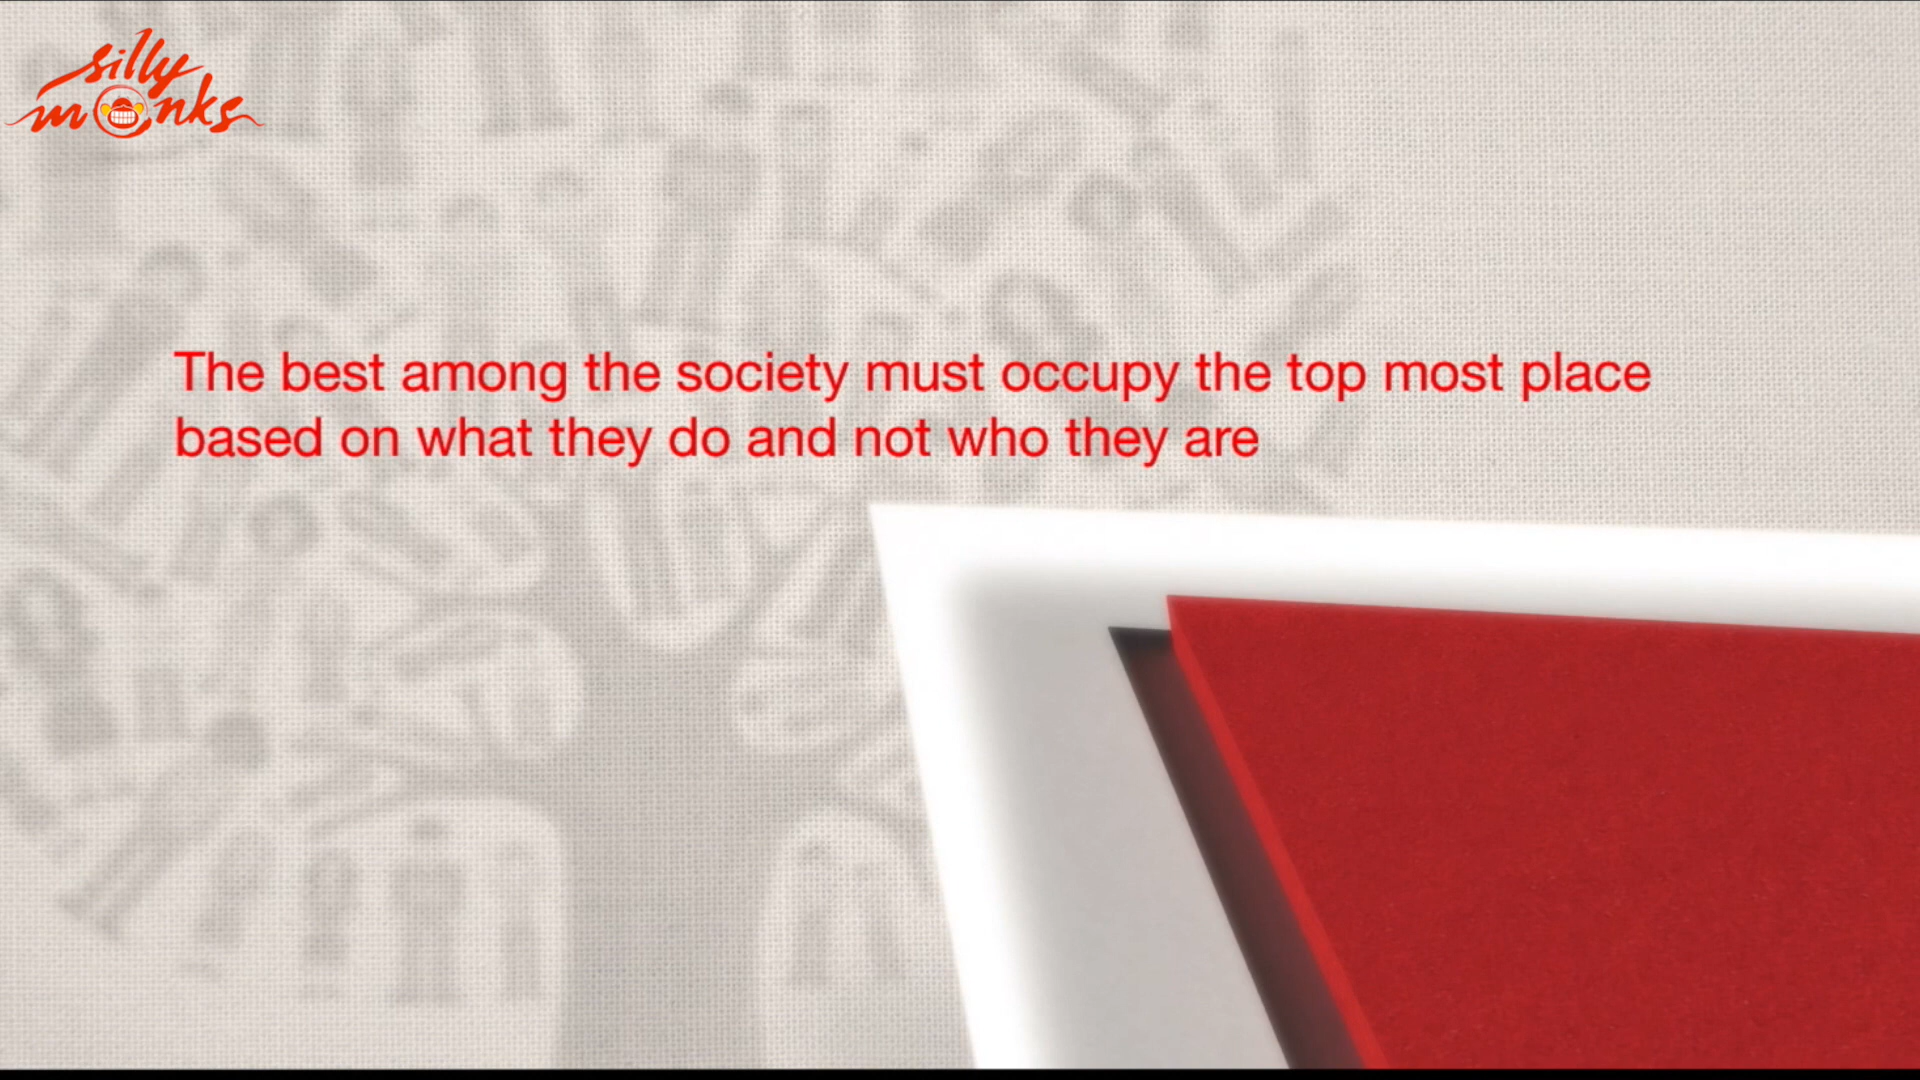 silly
monks
The best among the society must occupy the top most place
based on what they do and not who they are